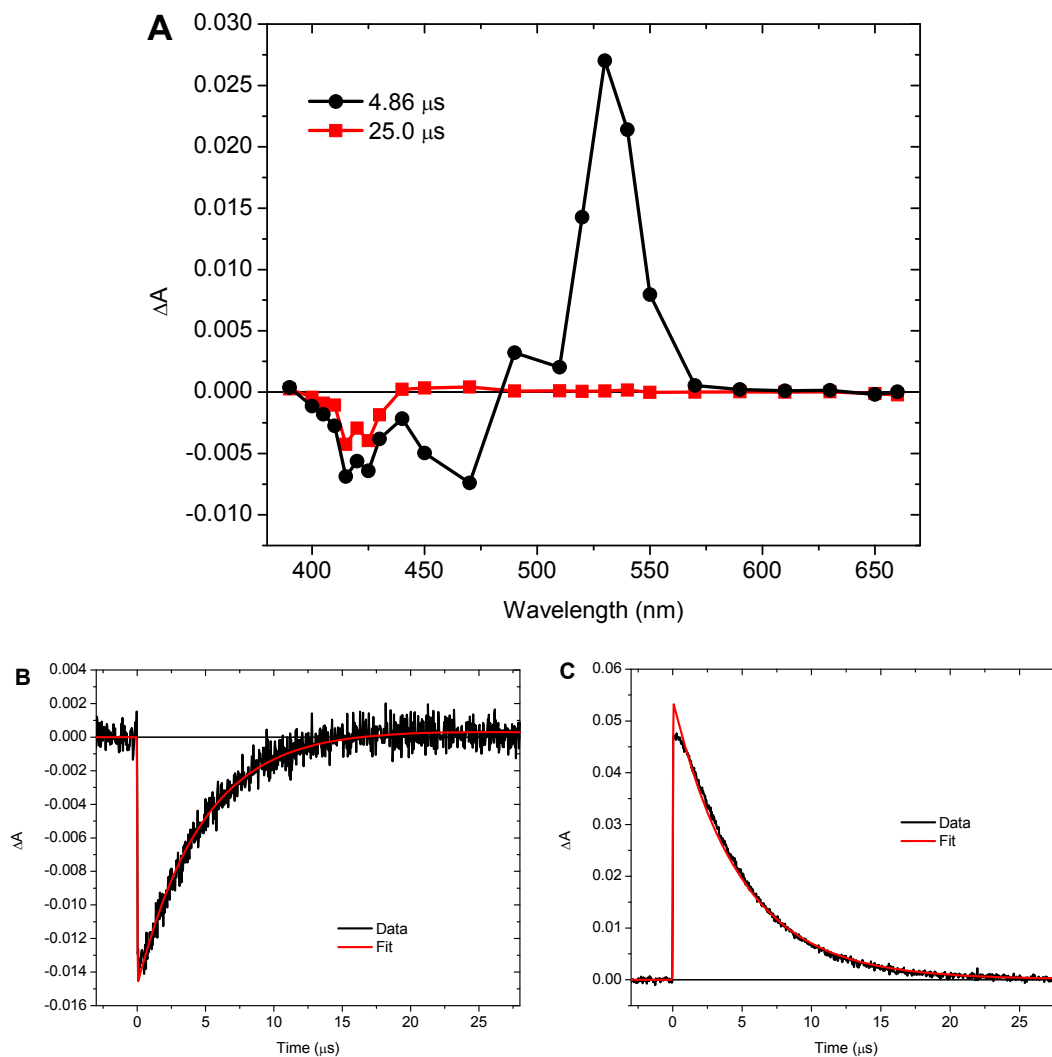 A
0.030
0.025
0.020
0.015
0.010
0.005
0.000
-0.005
-0.010
ΔA
4.86 μs
25.0 μs
400 450 500 550 600 650
Wavelength (nm)
B
0.004
0.002
0.000
-0.002
-0.004
-0.006
-0.008
-0.010
-0.012
-0.014
-0.016
ΔA
Data
Fit
0 5 10 15 20 25
Time (μs)
C
0.06
0.05
0.04
0.03
0.02
0.01
0.00
ΔA
Data
Fit
0 5 10 15 20 25
Time (μs)